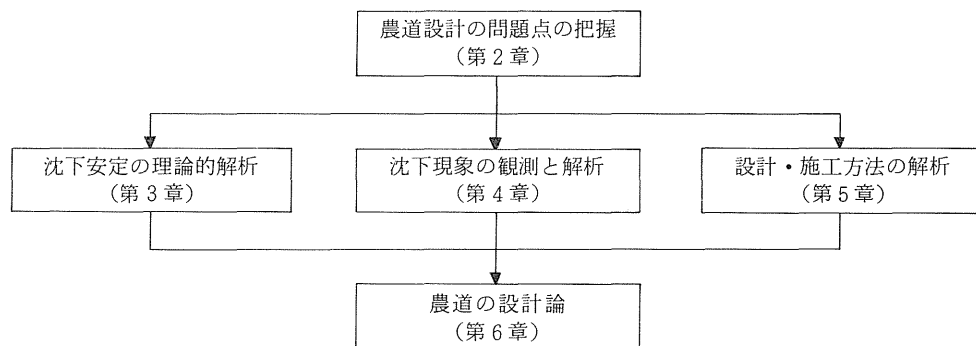 農道設計の問題点の把握
（第2章）
沈下安定の理論的解析
（第3章）
沈下現象の観測と解析
（第4章）
設計・施工方法の解析
（第5章）
農道の設計論
（第6章）